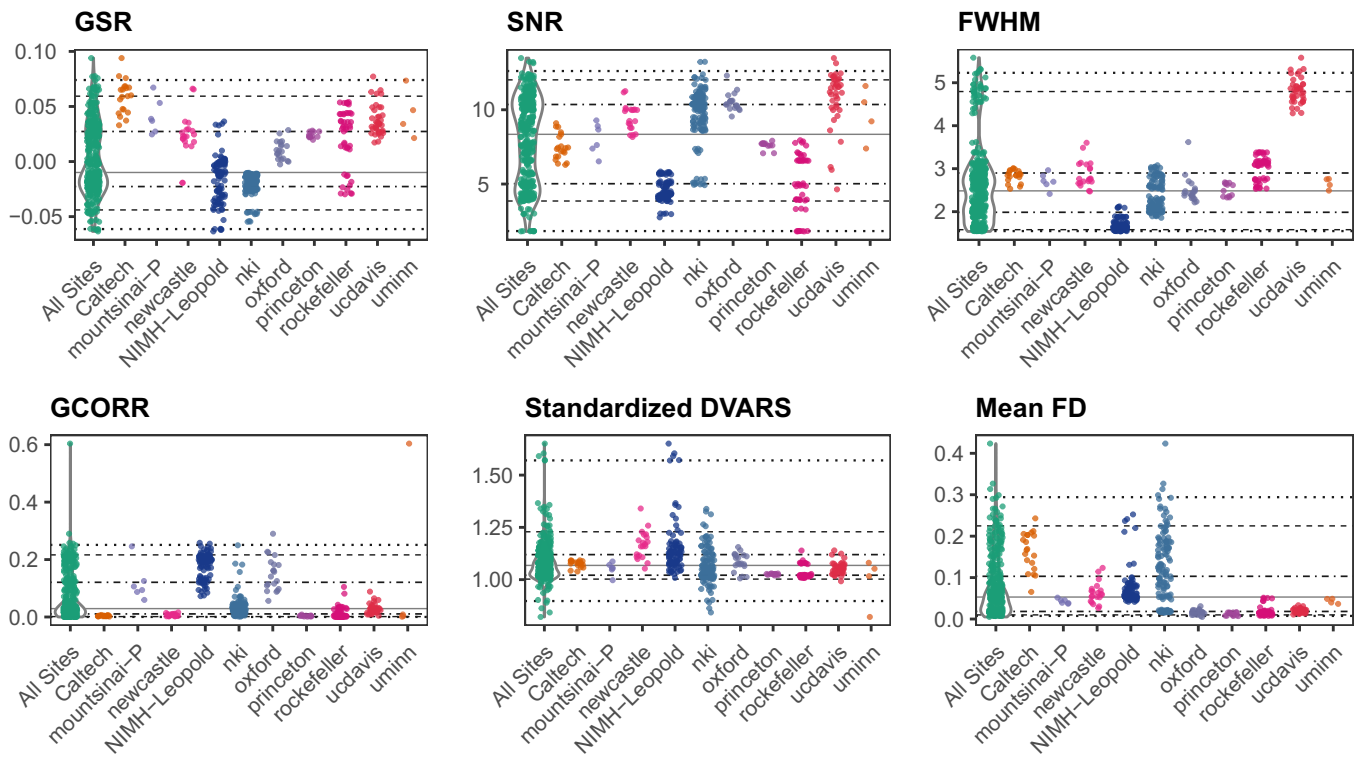 GSR
0.10
0.05
0.00
−0.05
All Sites
Caltech
mountsinai−P
newcastle
NIMH−Leopold
nki
oxford
princeton
rockefeller
ucdavis
uminn
SNR
10
5
All Sites
Caltech
mountsinai−P
newcastle
NIMH−Leopold
nki
oxford
princeton
rockefeller
ucdavis
uminn
FWHM
5
4
3
2
All Sites
Caltech
mountsinai−P
newcastle
NIMH−Leopold
nki
oxford
princeton
rockefeller
ucdavis
uminn
GCORR
0.6
0.4
0.2
0.0
All Sites
Caltech
mountsinai−P
newcastle
NIMH−Leopold
nki
oxford
princeton
rockefeller
ucdavis
uminn
Standardized DVARS
1.50
1.25
1.00
All Sites
Caltech
mountsinai−P
newcastle
NIMH−Leopold
nki
oxford
princeton
rockefeller
ucdavis
uminn
Mean FD
0.4
0.3
0.2
0.1
0.0
All Sites
Caltech
mountsinai−P
newcastle
NIMH−Leopold
nki
oxford
princeton
rockefeller
ucdavis
uminn